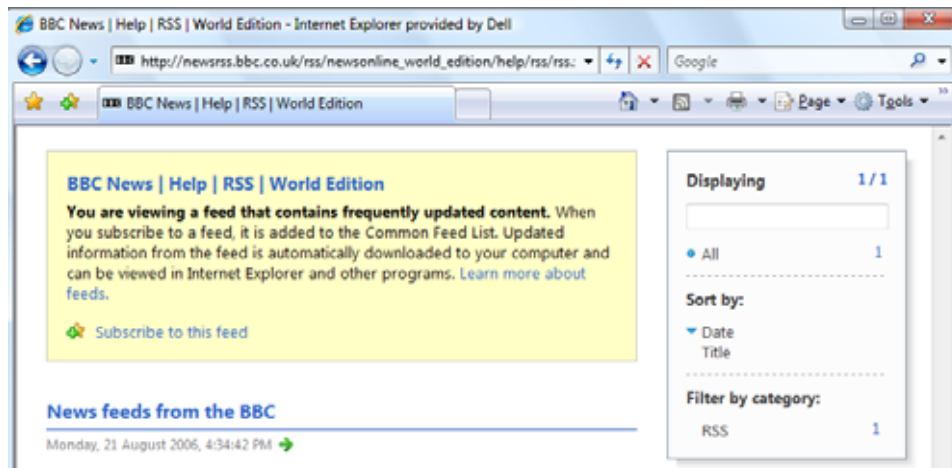 BBC News | Help | RSS | World Edition - Internet Explorer provided by Dell
http://newsrss.bbc.co.uk/rss/newsonline_world_edition/help/rss/rss.:
Google
BBC News | Help | RSS | World Edition
Page
Tools
BBC News | Help | RSS | World Edition
You are viewing a feed that contains frequently updated content. When
you subscribe to a feed, it is added to the Common Feed List. Updated
information from the feed is automatically downloaded to your computer and
can be viewed in Internet Explorer and other programs. Learn more about
feeds.
Subscribe to this feed
News feeds from the BBC
Monday, 21 August 2006, 4:34:42 PM
Displaying 1 / 1
All 1
Sort by:
Date
Title
Filter by category:
RSS 1